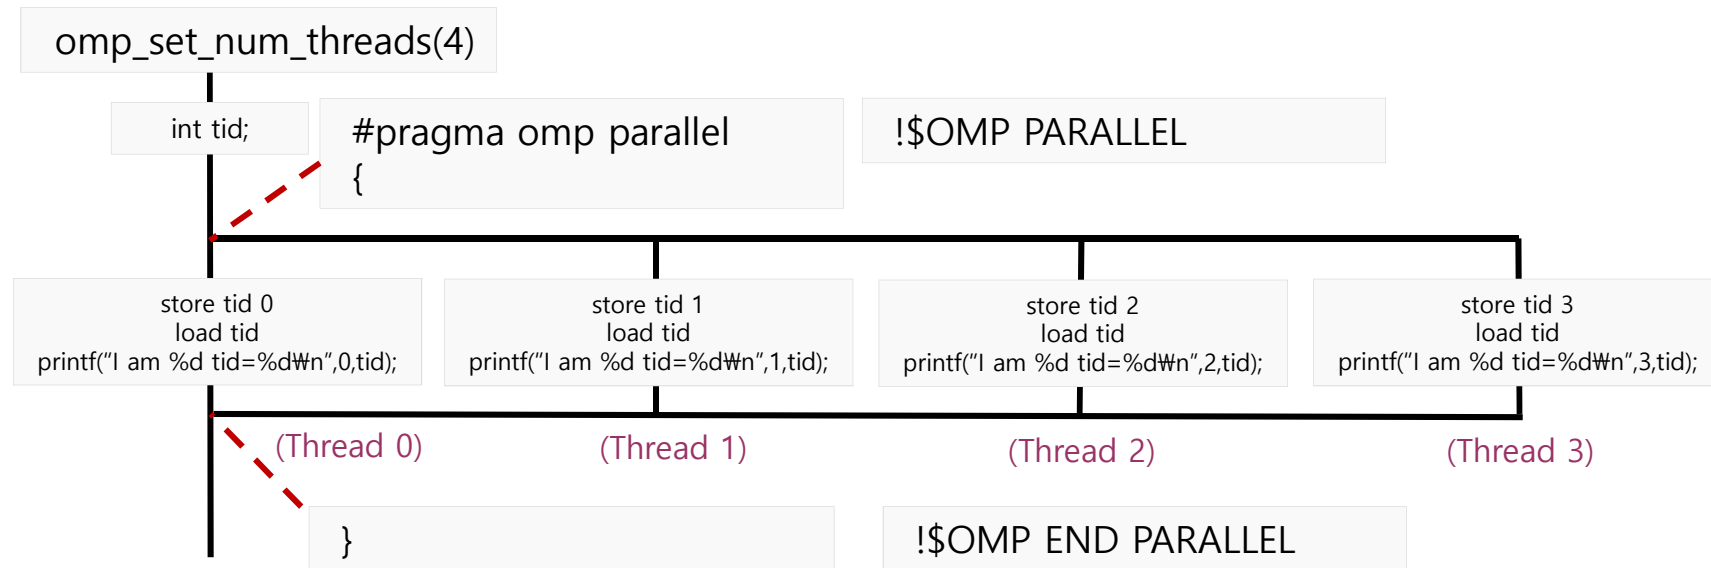 omp_set_num_threads(4)
int tid;
#pragma omp parallel
{
!$OMP PARALLEL
store tid 0
load tid
printf(“I am %d tid=%d₩n”,0,tid);
store tid 1
load tid
printf(“I am %d tid=%d₩n”,1,tid);
store tid 2
load tid
printf(“I am %d tid=%d₩n”,2,tid);
store tid 3
load tid
printf(“I am %d tid=%d₩n”,3,tid);
(Thread 0)
(Thread 1)
(Thread 2)
(Thread 3)
}
!$OMP END PARALLEL